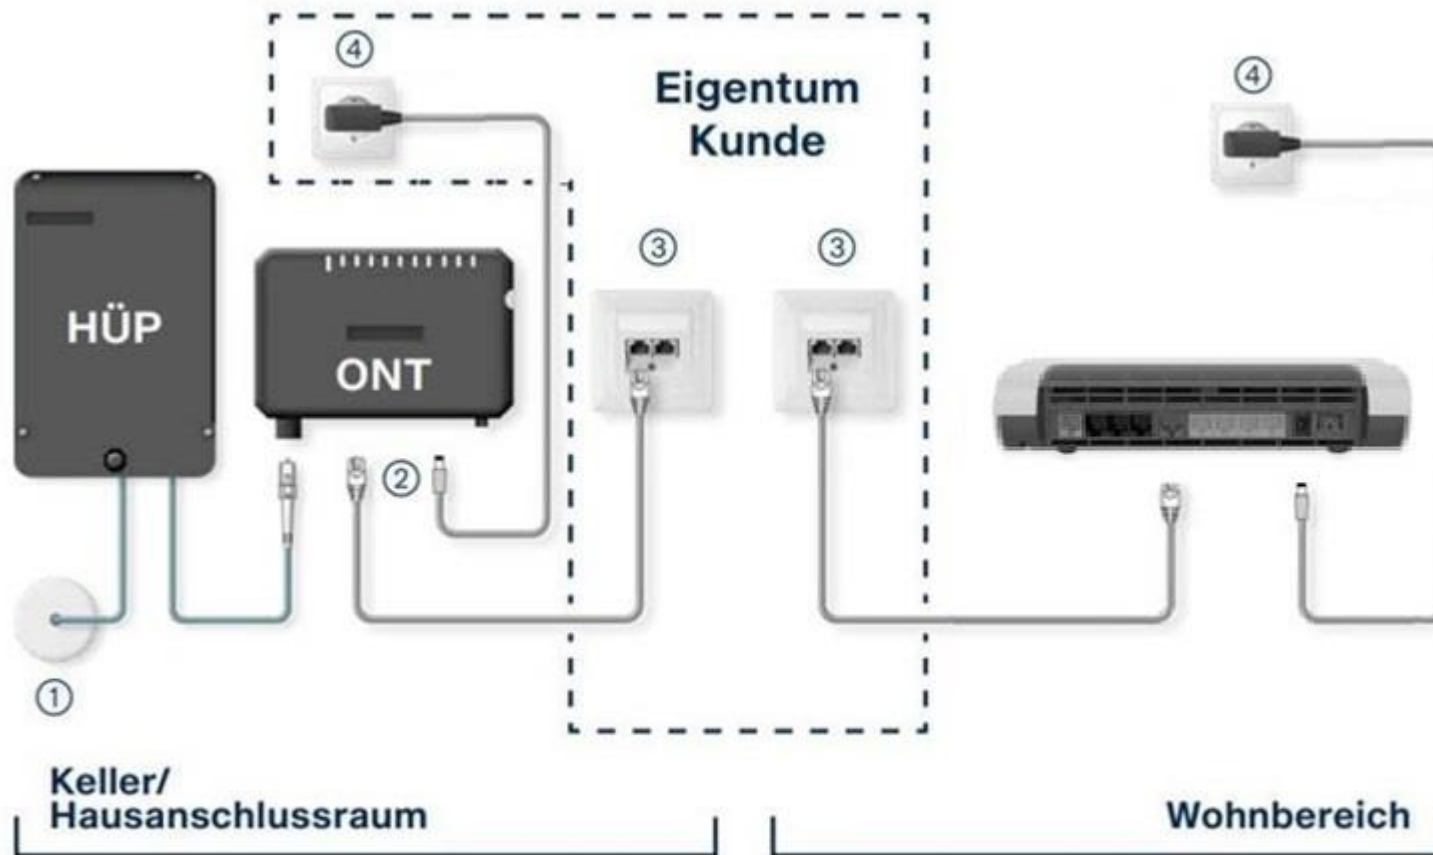 ④
Eigentum
Kunde
④
③
③
HÜP
ONT
②
①
Keller/
Hausanschlussraum
Wohnbereich